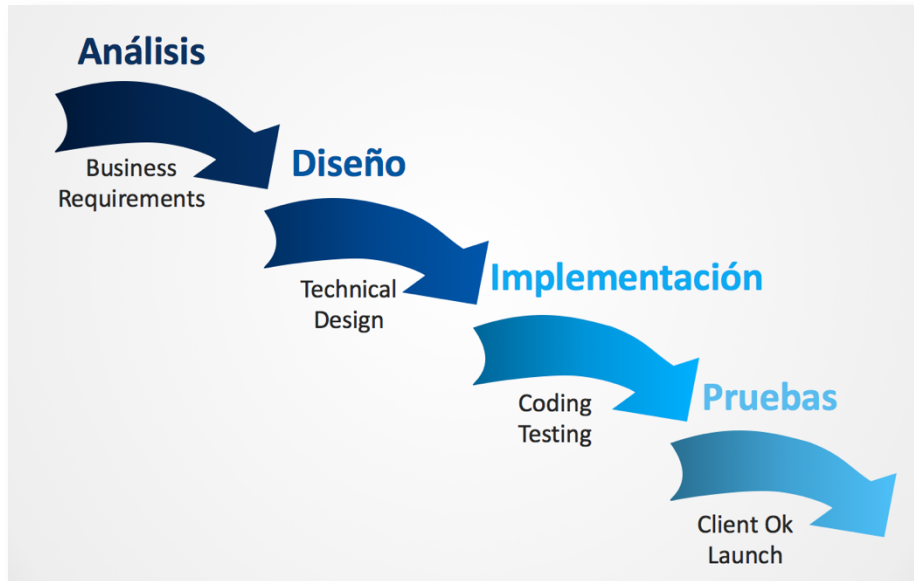 Análisis
Business
Requirements
Diseño
Technical
Design
Implementación
Coding
Testing
Pruebas
Client Ok
Launch